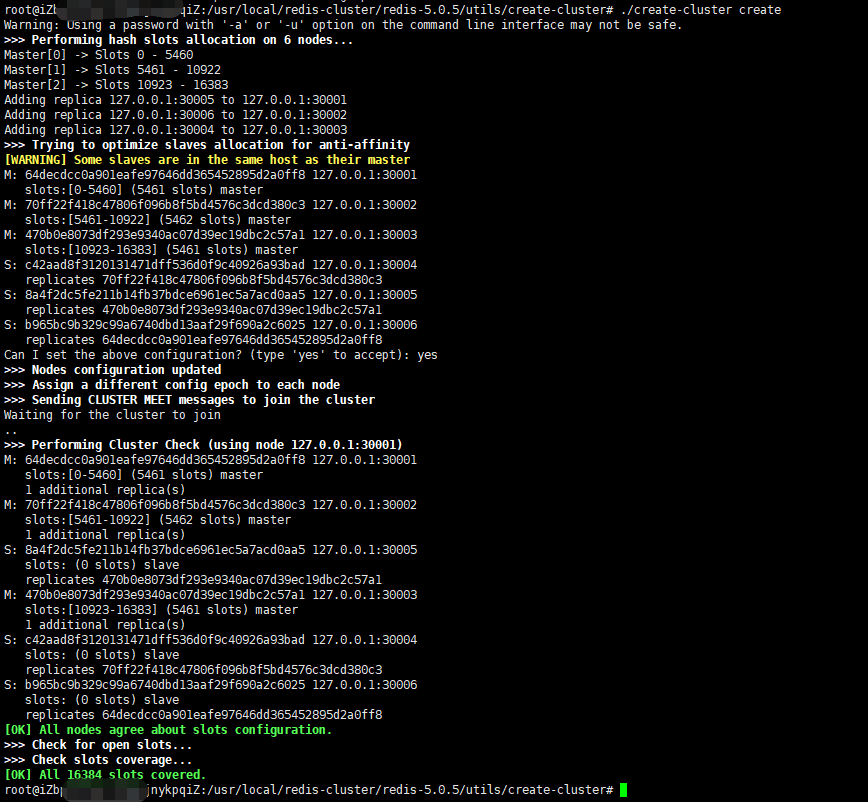 root@iZb qiZ:/usr/local/redis-cluster/redis-5.0.5/utils/create-cluster# ./create-cluster create
Warning: Using a password with '-a' or '-u' option on the command line interface may not be safe.
>>> Performing hash slots allocation on 6 nodes...
Master[0] -> Slots 0 - 5460
Master[1] -> Slots 5461 - 10922
Master[2] -> Slots 10923 - 16383
Adding replica 127.0.0.1:30005 to 127.0.0.1:30001
Adding replica 127.0.0.1:30006 to 127.0.0.1:30002
Adding replica 127.0.0.1:30004 to 127.0.0.1:30003
>>> Trying to optimize slaves allocation for anti-affinity
[WARNING] Some slaves are in the same host as their master
M: 64decdcc0a901eafe97646dd365452895d2a0ff8 127.0.0.1:30001
   slots:[0-5460] (5461 slots) master
M: 70ff22f418c47806f096b8f5bd4576c3dcd380c3 127.0.0.1:30002
   slots:[5461-10922] (5462 slots) master
M: 470b0e8073df293e9340ac07d39ec19dbc2c57a1 127.0.0.1:30003
   slots:[10923-16383] (5461 slots) master
S: c42aad8f3120131471dff536d0f9c40926a93bad 127.0.0.1:30004
   replicates 70ff22f418c47806f096b8f5bd4576c3dcd380c3
S: 8a4f2dc5fe211b14fb37bdce6961ec5a7acd0aa5 127.0.0.1:30005
   replicates 470b0e8073df293e9340ac07d39ec19dbc2c57a1
S: b965bc9b329c99a6740dbd13aaf29f690a2c6025 127.0.0.1:30006
   replicates 64decdcc0a901eafe97646dd365452895d2a0ff8
Can I set the above configuration? (type 'yes' to accept): yes
>>> Nodes configuration updated
>>> Assign a different config epoch to each node
>>> Sending CLUSTER MEET messages to join the cluster
Waiting for the cluster to join
..
>>> Performing Cluster Check (using node 127.0.0.1:30001)
M: 64decdcc0a901eafe97646dd365452895d2a0ff8 127.0.0.1:30001
   slots:[0-5460] (5461 slots) master
   1 additional replica(s)
M: 70ff22f418c47806f096b8f5bd4576c3dcd380c3 127.0.0.1:30002
   slots:[5461-10922] (5462 slots) master
   1 additional replica(s)
S: 8a4f2dc5fe211b14fb37bdce6961ec5a7acd0aa5 127.0.0.1:30005
   slots: (0 slots) slave
   replicates 470b0e8073df293e9340ac07d39ec19dbc2c57a1
M: 470b0e8073df293e9340ac07d39ec19dbc2c57a1 127.0.0.1:30003
   slots:[10923-16383] (5461 slots) master
   1 additional replica(s)
S: c42aad8f3120131471dff536d0f9c40926a93bad 127.0.0.1:30004
   slots: (0 slots) slave
   replicates 70ff22f418c47806f096b8f5bd4576c3dcd380c3
S: b965bc9b329c99a6740dbd13aaf29f690a2c6025 127.0.0.1:30006
   slots: (0 slots) slave
   replicates 64decdcc0a901eafe97646dd365452895d2a0ff8
[OK] All nodes agree about slots configuration.
>>> Check for open slots...
>>> Check slots coverage...
[OK] All 16384 slots covered.
root@iZbp jnykpqiZ:/usr/local/redis-cluster/redis-5.0.5/utils/create-cluster#